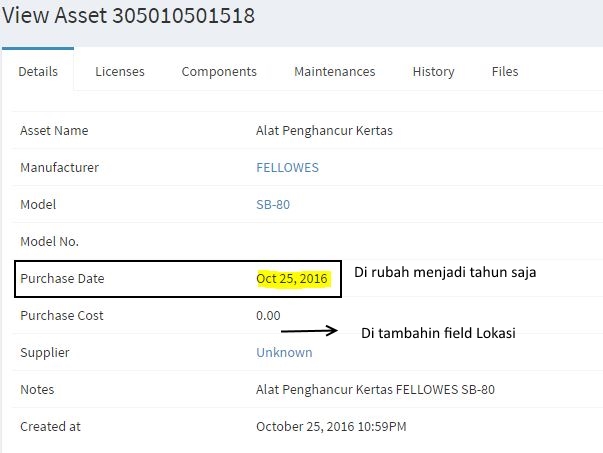 View Asset 305010501518
Details Licenses Components Maintenances History Files
Asset Name Alat Penghancur Kertas
Manufacturer FELLOWES
Model SB-80
Model No.
Purchase Date Oct 25, 2016 Di rubah menjadi tahun saja
Purchase Cost 0.00
Di tambahin field Lokasi
Supplier Unknown
Notes Alat Penghancur Kertas FELLOWES SB-80
Created at October 25, 2016 10:59PM